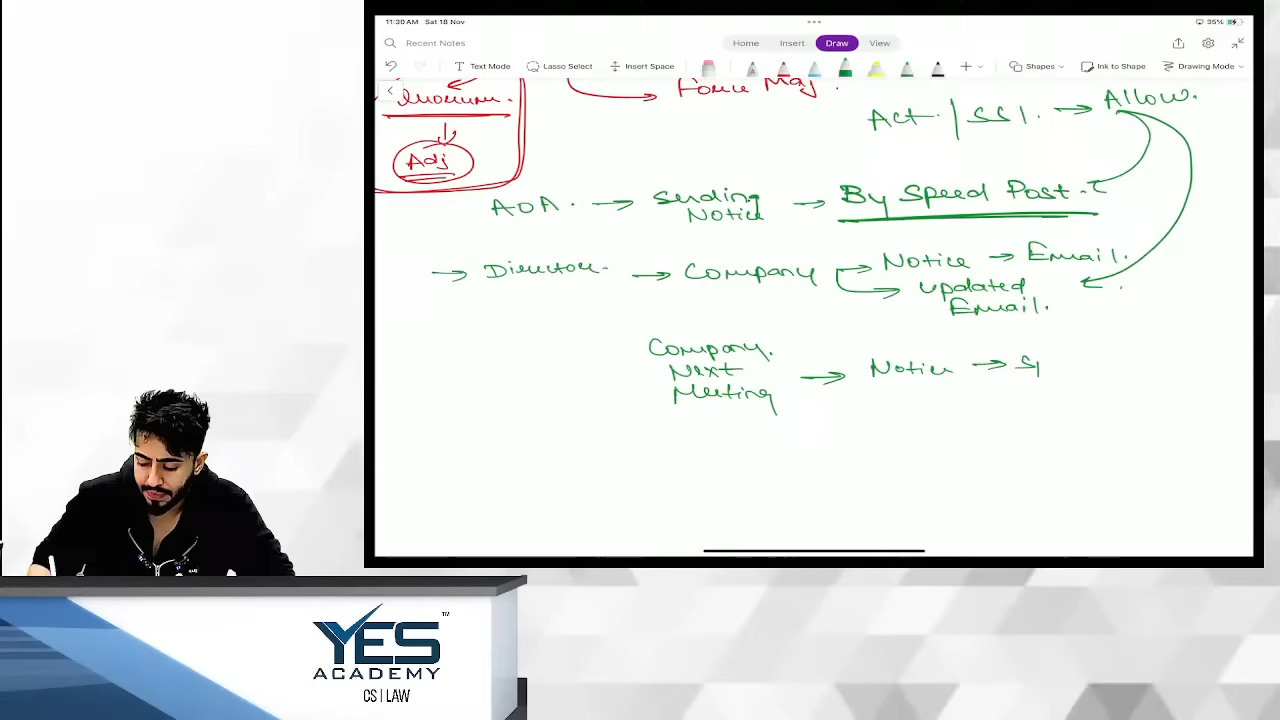 11:30 AM Sat 18 Nov
35%
Recent Notes
Home Insert Draw View
Text Mode Lasso Select Insert Space Shapes Ink to Shape Drawing Mode
Force Maj.
Adj
Act. | SS1. → Allow.
AOA. → Sending Notice → By Speed Post.
→ Director. → Company → Notice → Email.
→ updated
Email.
Company.
Next
Meeting → Notice → S
YES™
ACADEMY
CS | LAW